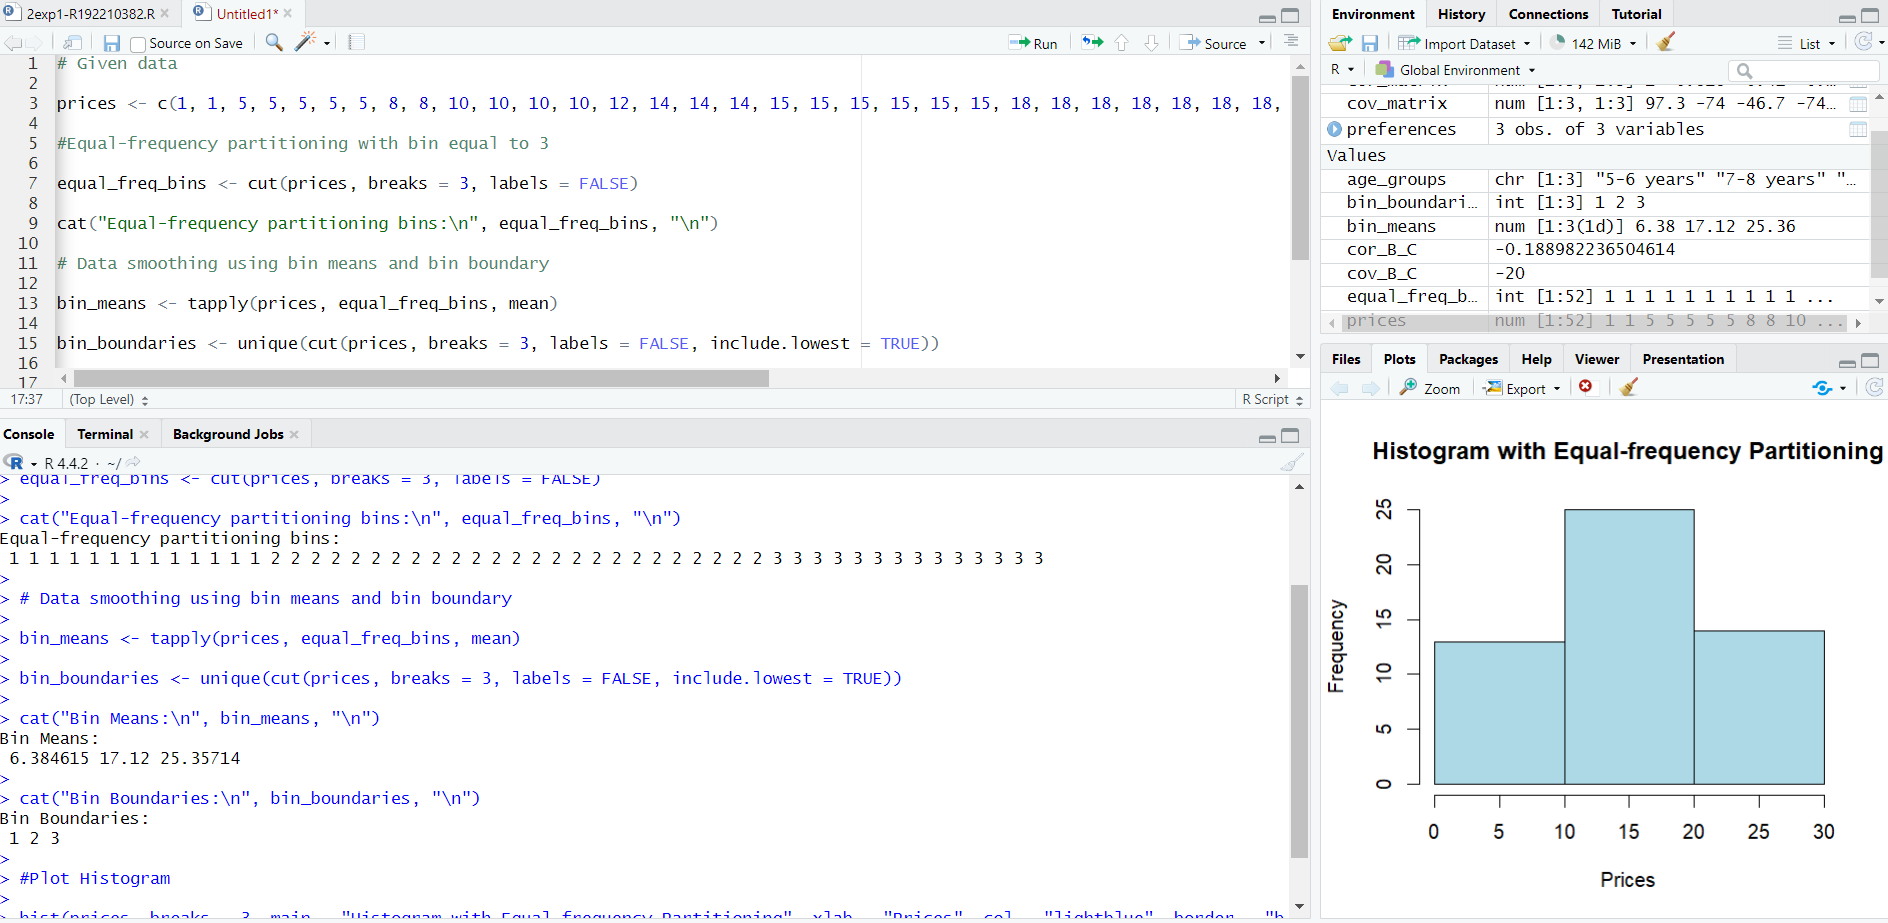 2exp1-R192210382.R
Untitled1*
Source on Save
Run
Source
1 # Given data
2
3 prices <- c(1, 1, 5, 5, 5, 5, 5, 8, 8, 10, 10, 10, 10, 12, 14, 14, 14, 15, 15, 15, 15, 15, 15, 18, 18, 18, 18, 18, 18, 18,
4
5 #Equal-frequency partitioning with bin equal to 3
6
7 equal_freq_bins <- cut(prices, breaks = 3, labels = FALSE)
8
9 cat("Equal-frequency partitioning bins:\n", equal_freq_bins, "\n")
10
11 # Data smoothing using bin means and bin boundary
12
13 bin_means <- tapply(prices, equal_freq_bins, mean)
14
15 bin_boundaries <- unique(cut(prices, breaks = 3, labels = FALSE, include.lowest = TRUE))
16
17
17:37 (Top Level) R Script
Console Terminal Background Jobs
R 4.4.2 · ~/
> equal_freq_bins <- cut(prices, breaks = 3, labels = FALSE)
>
> cat("Equal-frequency partitioning bins:\n", equal_freq_bins, "\n")
Equal-frequency partitioning bins:
1 1 1 1 1 1 1 1 1 1 1 1 1 2 2 2 2 2 2 2 2 2 2 2 2 2 2 2 2 2 2 2 2 2 2 2 2 2 3 3 3 3 3 3 3 3 3 3 3 3 3 3
>
> # Data smoothing using bin means and bin boundary
>
> bin_means <- tapply(prices, equal_freq_bins, mean)
>
> bin_boundaries <- unique(cut(prices, breaks = 3, labels = FALSE, include.lowest = TRUE))
>
> cat("Bin Means:\n", bin_means, "\n")
Bin Means:
6.384615 17.12 25.35714
>
> cat("Bin Boundaries:\n", bin_boundaries, "\n")
Bin Boundaries:
1 2 3
>
> #Plot Histogram
>
> hist(prices, breaks = 3, main = "Histogram with Equal-frequency Partitioning", xlab = "Prices", col = "lightblue", border = "b
Environment History Connections Tutorial
Import Dataset 142 MiB List
R Global Environment
cov_matrix num [1:3, 1:3] 97.3 -74 -46.7 -74…
preferences 3 obs. of 3 variables
Values
age_groups chr [1:3] "5-6 years" "7-8 years" "…
bin_boundari… int [1:3] 1 2 3
bin_means num [1:3(1d)] 6.38 17.12 25.36
cor_B_C -0.188982236504614
cov_B_C -20
equal_freq_b… int [1:52] 1 1 1 1 1 1 1 1 1 1 ...
prices num [1:52] 1 1 5 5 5 5 5 8 8 10 ...
Files Plots Packages Help Viewer Presentation
Zoom Export
Histogram with Equal-frequency Partitioning
Frequency
25
20
15
10
5
0
0 5 10 15 20 25 30
Prices